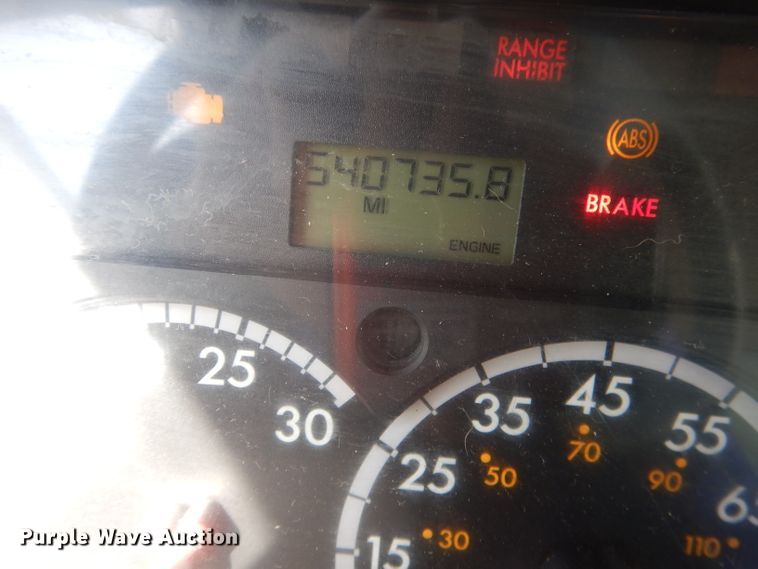 RANGE
INHIBIT
ABS
540735.8
MI
BRAKE
ENGINE
25
30
15
25
35
45
55
65
30
50
70
90
110
Purple Wave Auction